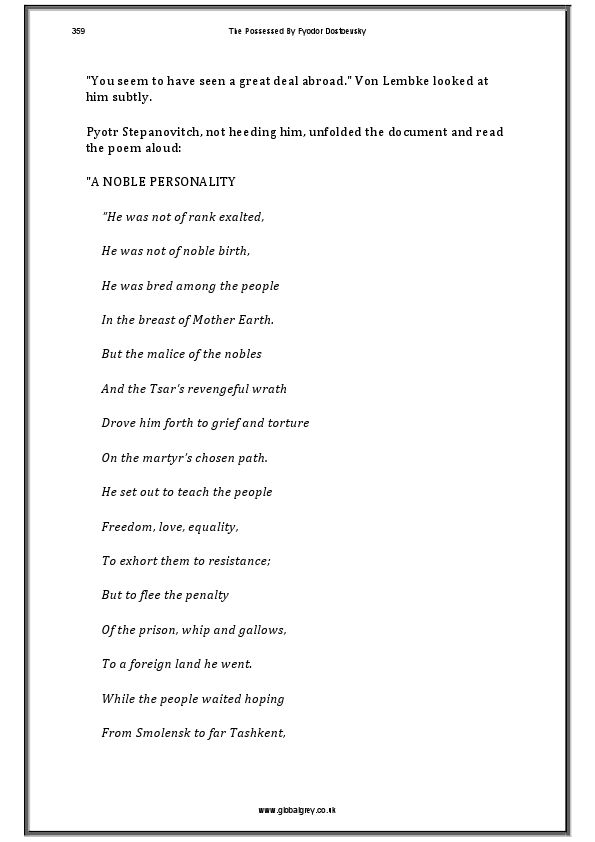 359
The Possessed By Fyodor Dostoevsky
"You seem to have seen a great deal abroad." Von Lembke looked at
him subtly.
Pyotr Stepanovitch, not heeding him, unfolded the document and read
the poem aloud:
"A NOBLE PERSONALITY
"He was not of rank exalted,
He was not of noble birth,
He was bred among the people
In the breast of Mother Earth.
But the malice of the nobles
And the Tsar's revengeful wrath
Drove him forth to grief and torture
On the martyr's chosen path.
He set out to teach the people
Freedom, love, equality,
To exhort them to resistance;
But to flee the penalty
Of the prison, whip and gallows,
To a foreign land he went.
While the people waited hoping
From Smolensk to far Tashkent,
www.globalgrey.co.uk